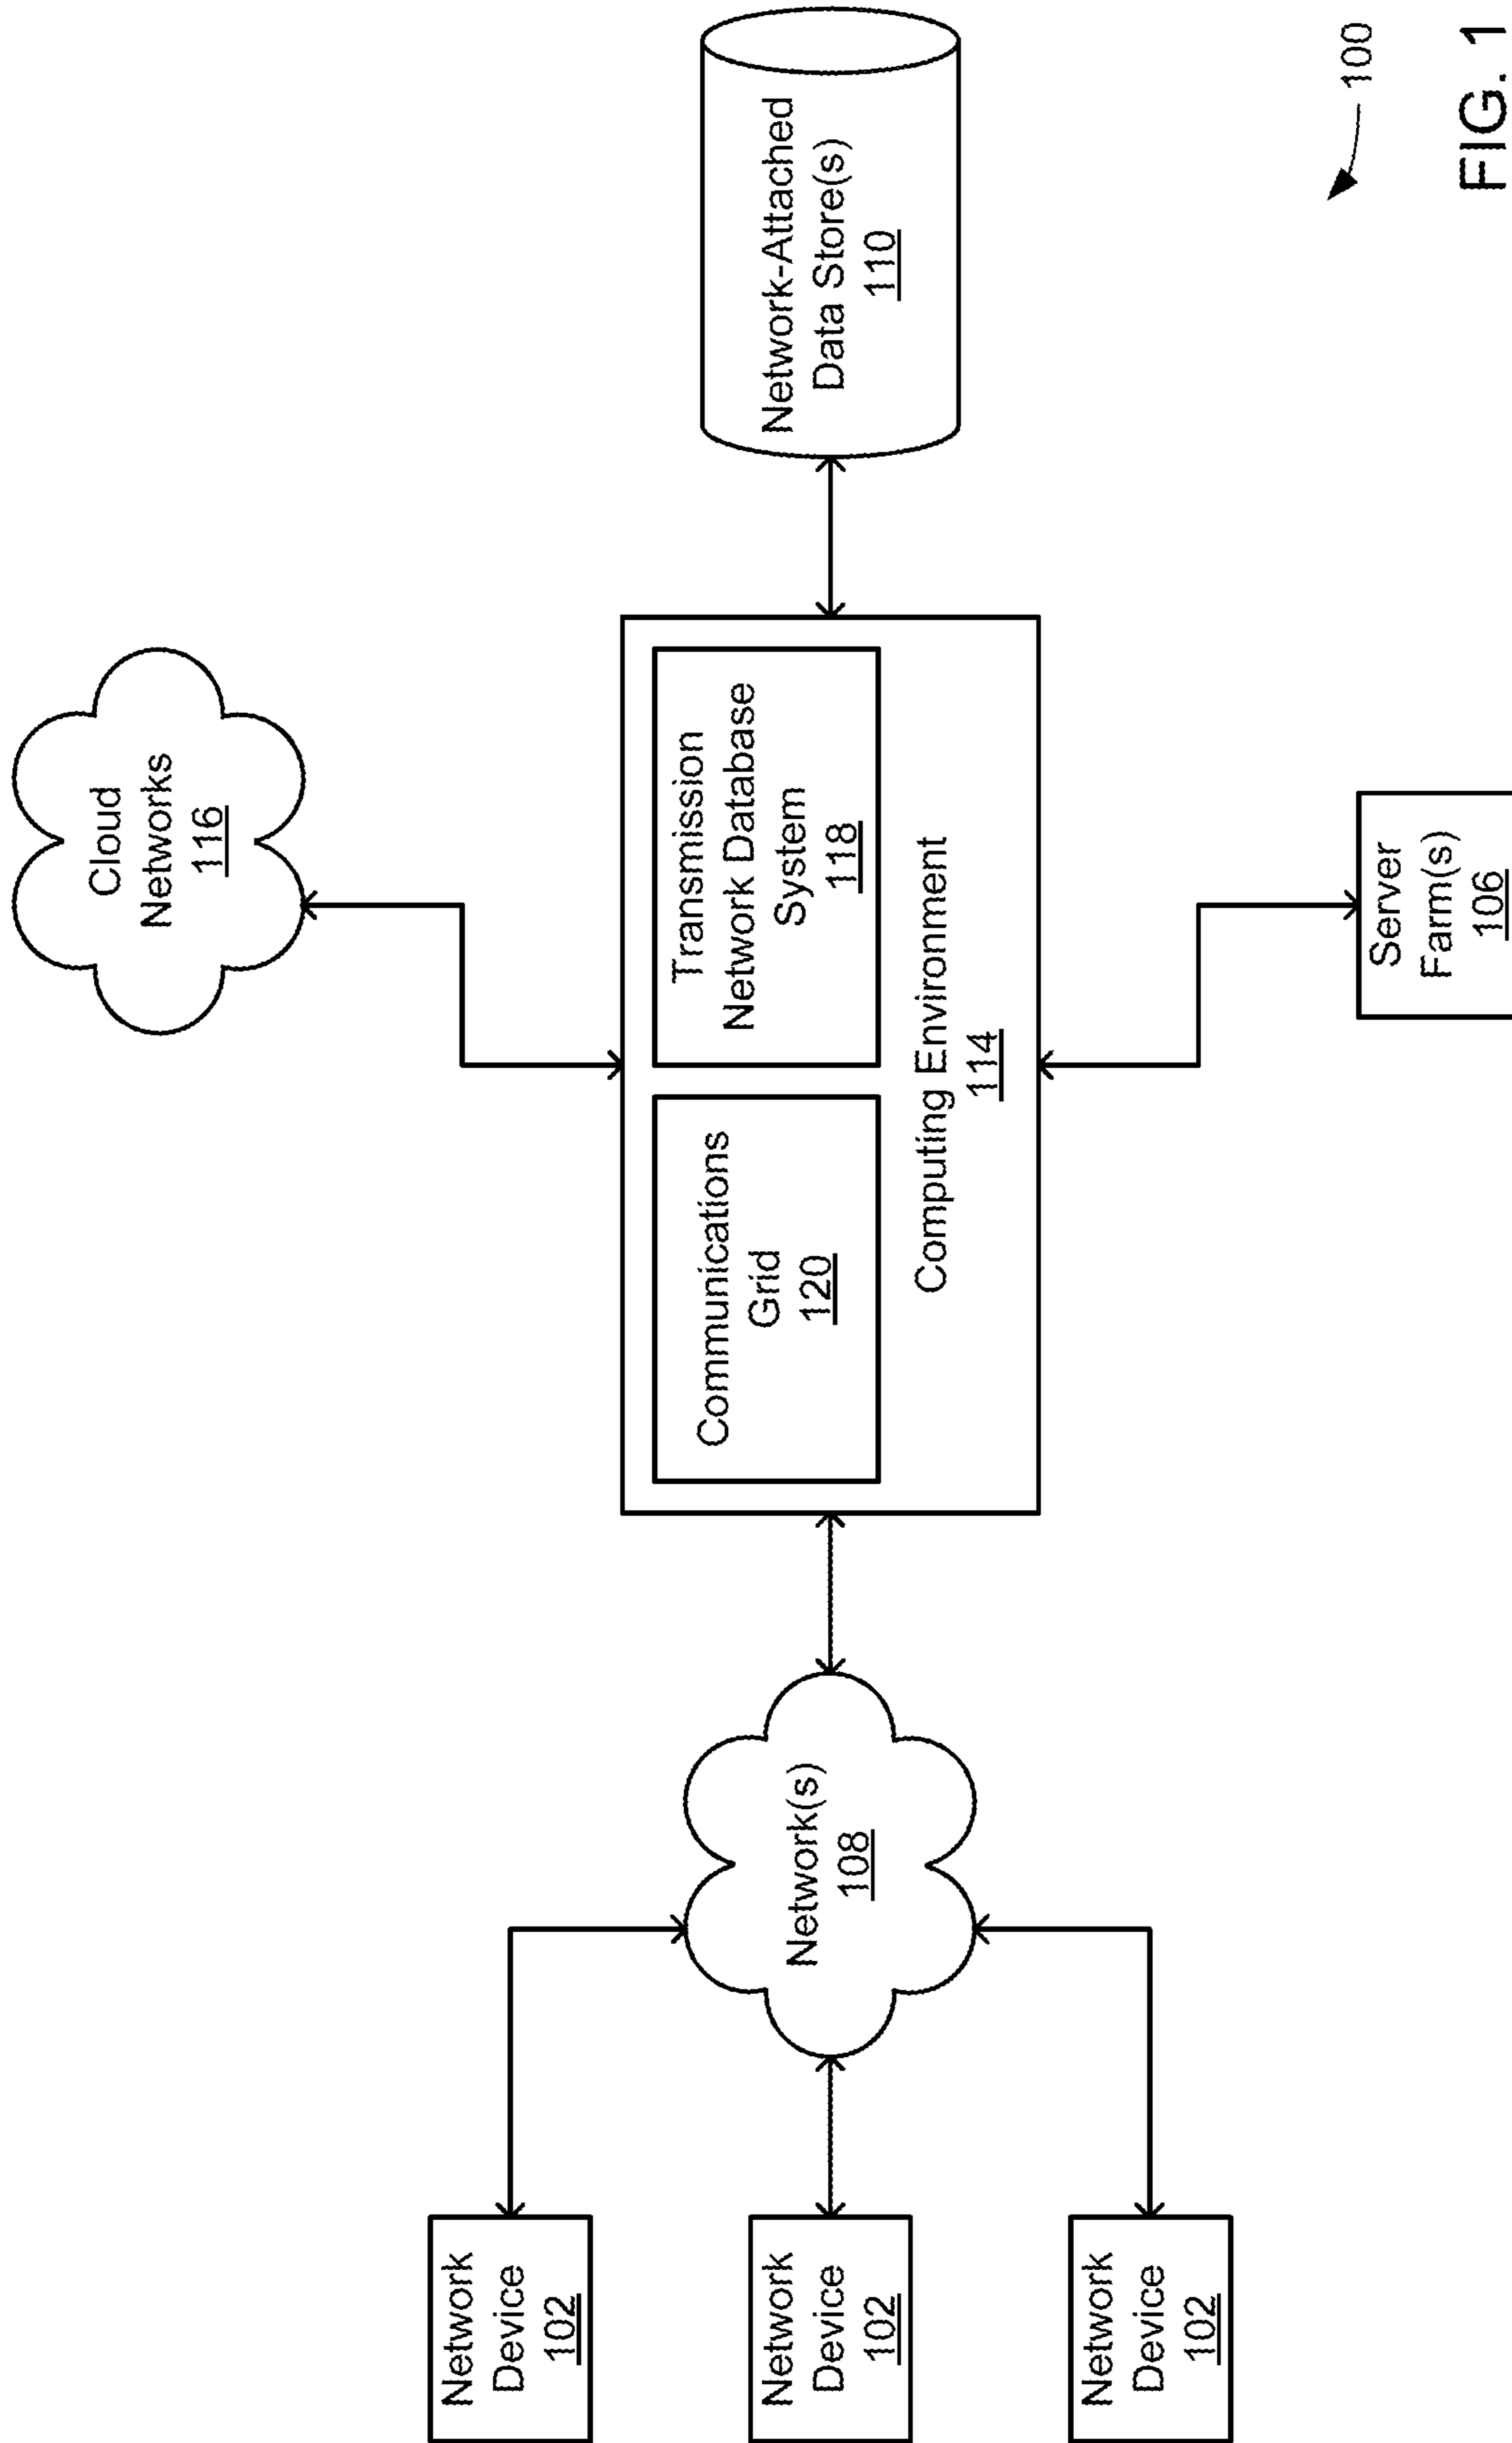 Cloud
Networks
116
Network
Device
102
Network
Device
102
Network
Device
102
Network(s)
108
Communications
Grid
120
Transmission
Network Database
System
118
Computing Environment
114
Network-Attached
Data Store(s)
110
Server
Farm(s)
106
100
FIG. 1